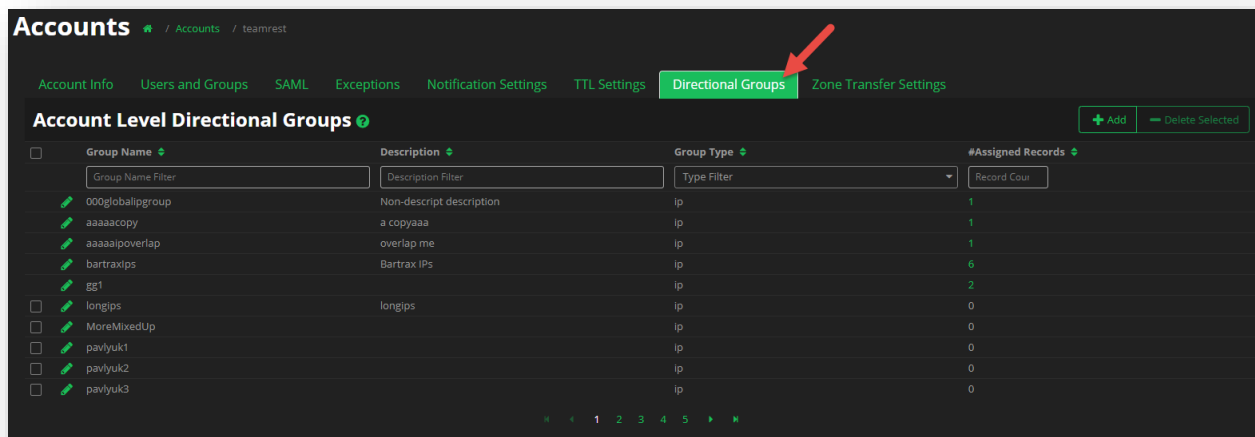 Accounts / Accounts / teamrest
Account Info Users and Groups SAML Exceptions Notification Settings TTL Settings Directional Groups Zone Transfer Settings
Account Level Directional Groups ?
+ Add − Delete Selected
Group Name Description Group Type #Assigned Records
Group Name Filter Description Filter Type Filter Record Cour
000globalipgroup Non-descript description ip 1
aaaaacopy a copyaaa ip 1
aaaaaipoverlap overlap me ip 1
bartraxIps Bartrax IPs ip 6
gg1 ip 2
longips longips ip 0
MoreMixedUp ip 0
pavlyuk1 ip 0
pavlyuk2 ip 0
pavlyuk3 ip 0
1 2 3 4 5